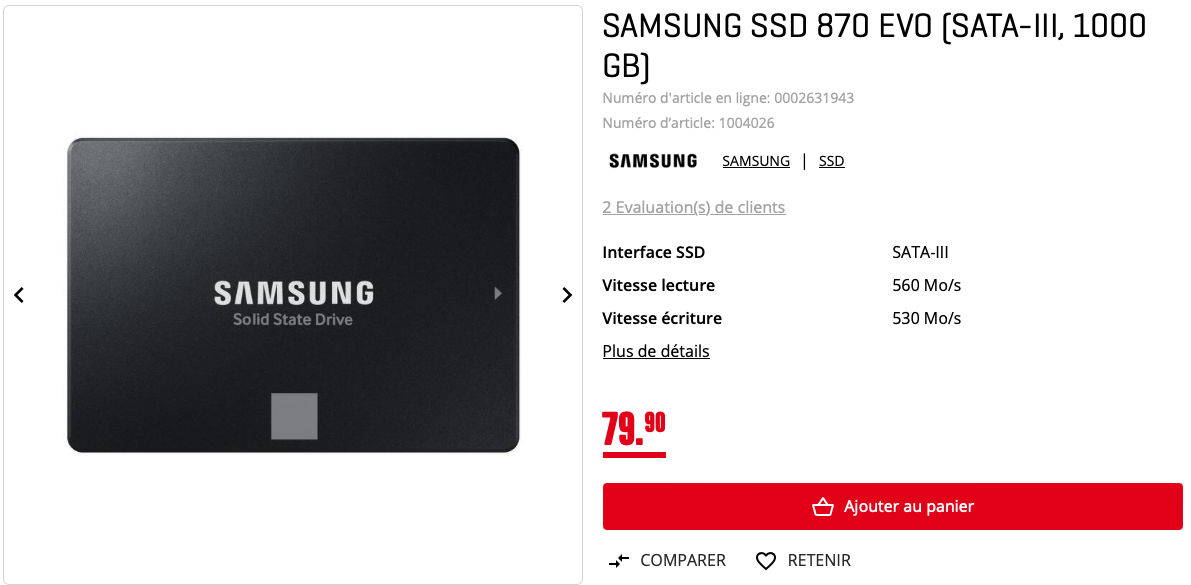 SAMSUNG SSD 870 EVO (SATA-III, 1000
GB)
Numéro d'article en ligne: 0002631943
Numéro d’article: 1004026
SAMSUNG SAMSUNG | SSD
2 Evaluation(s) de clients
Interface SSD SATA-III
Vitesse lecture 560 Mo/s
Vitesse écriture 530 Mo/s
Plus de détails
79.90
Ajouter au panier
COMPARER RETENIR
SAMSUNG
Solid State Drive